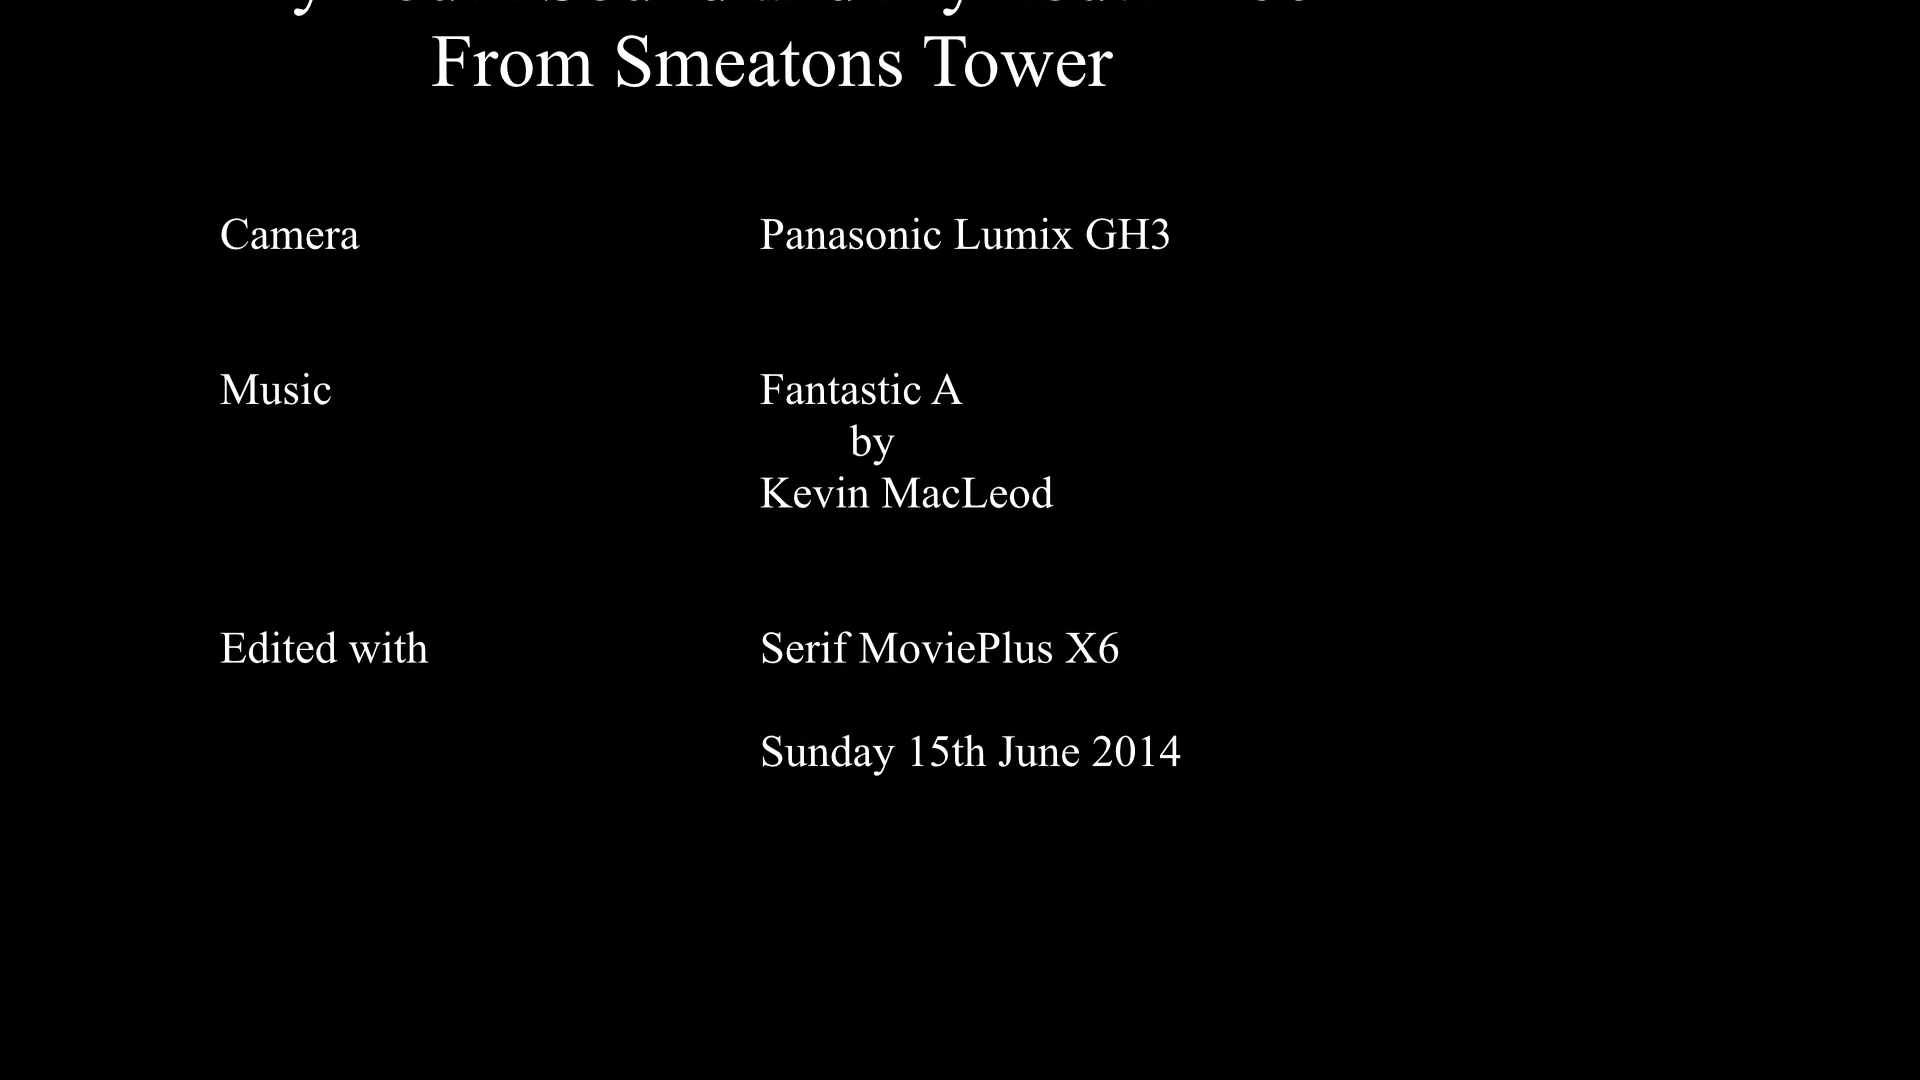 From Smeatons Tower
Camera Panasonic Lumix GH3
Music Fantastic A
by
Kevin MacLeod
Edited with Serif MoviePlus X6
Sunday 15th June 2014